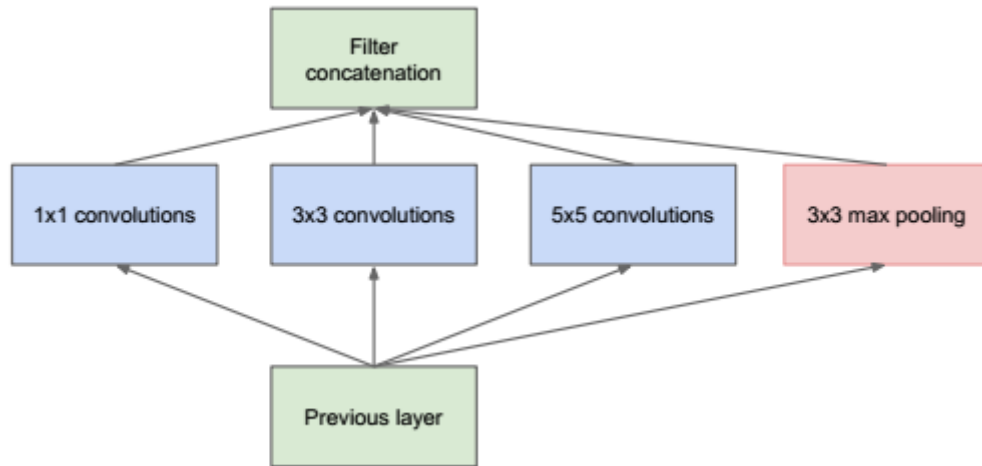 Filter
concatenation
1x1 convolutions
3x3 convolutions
5x5 convolutions
3x3 max pooling
Previous layer